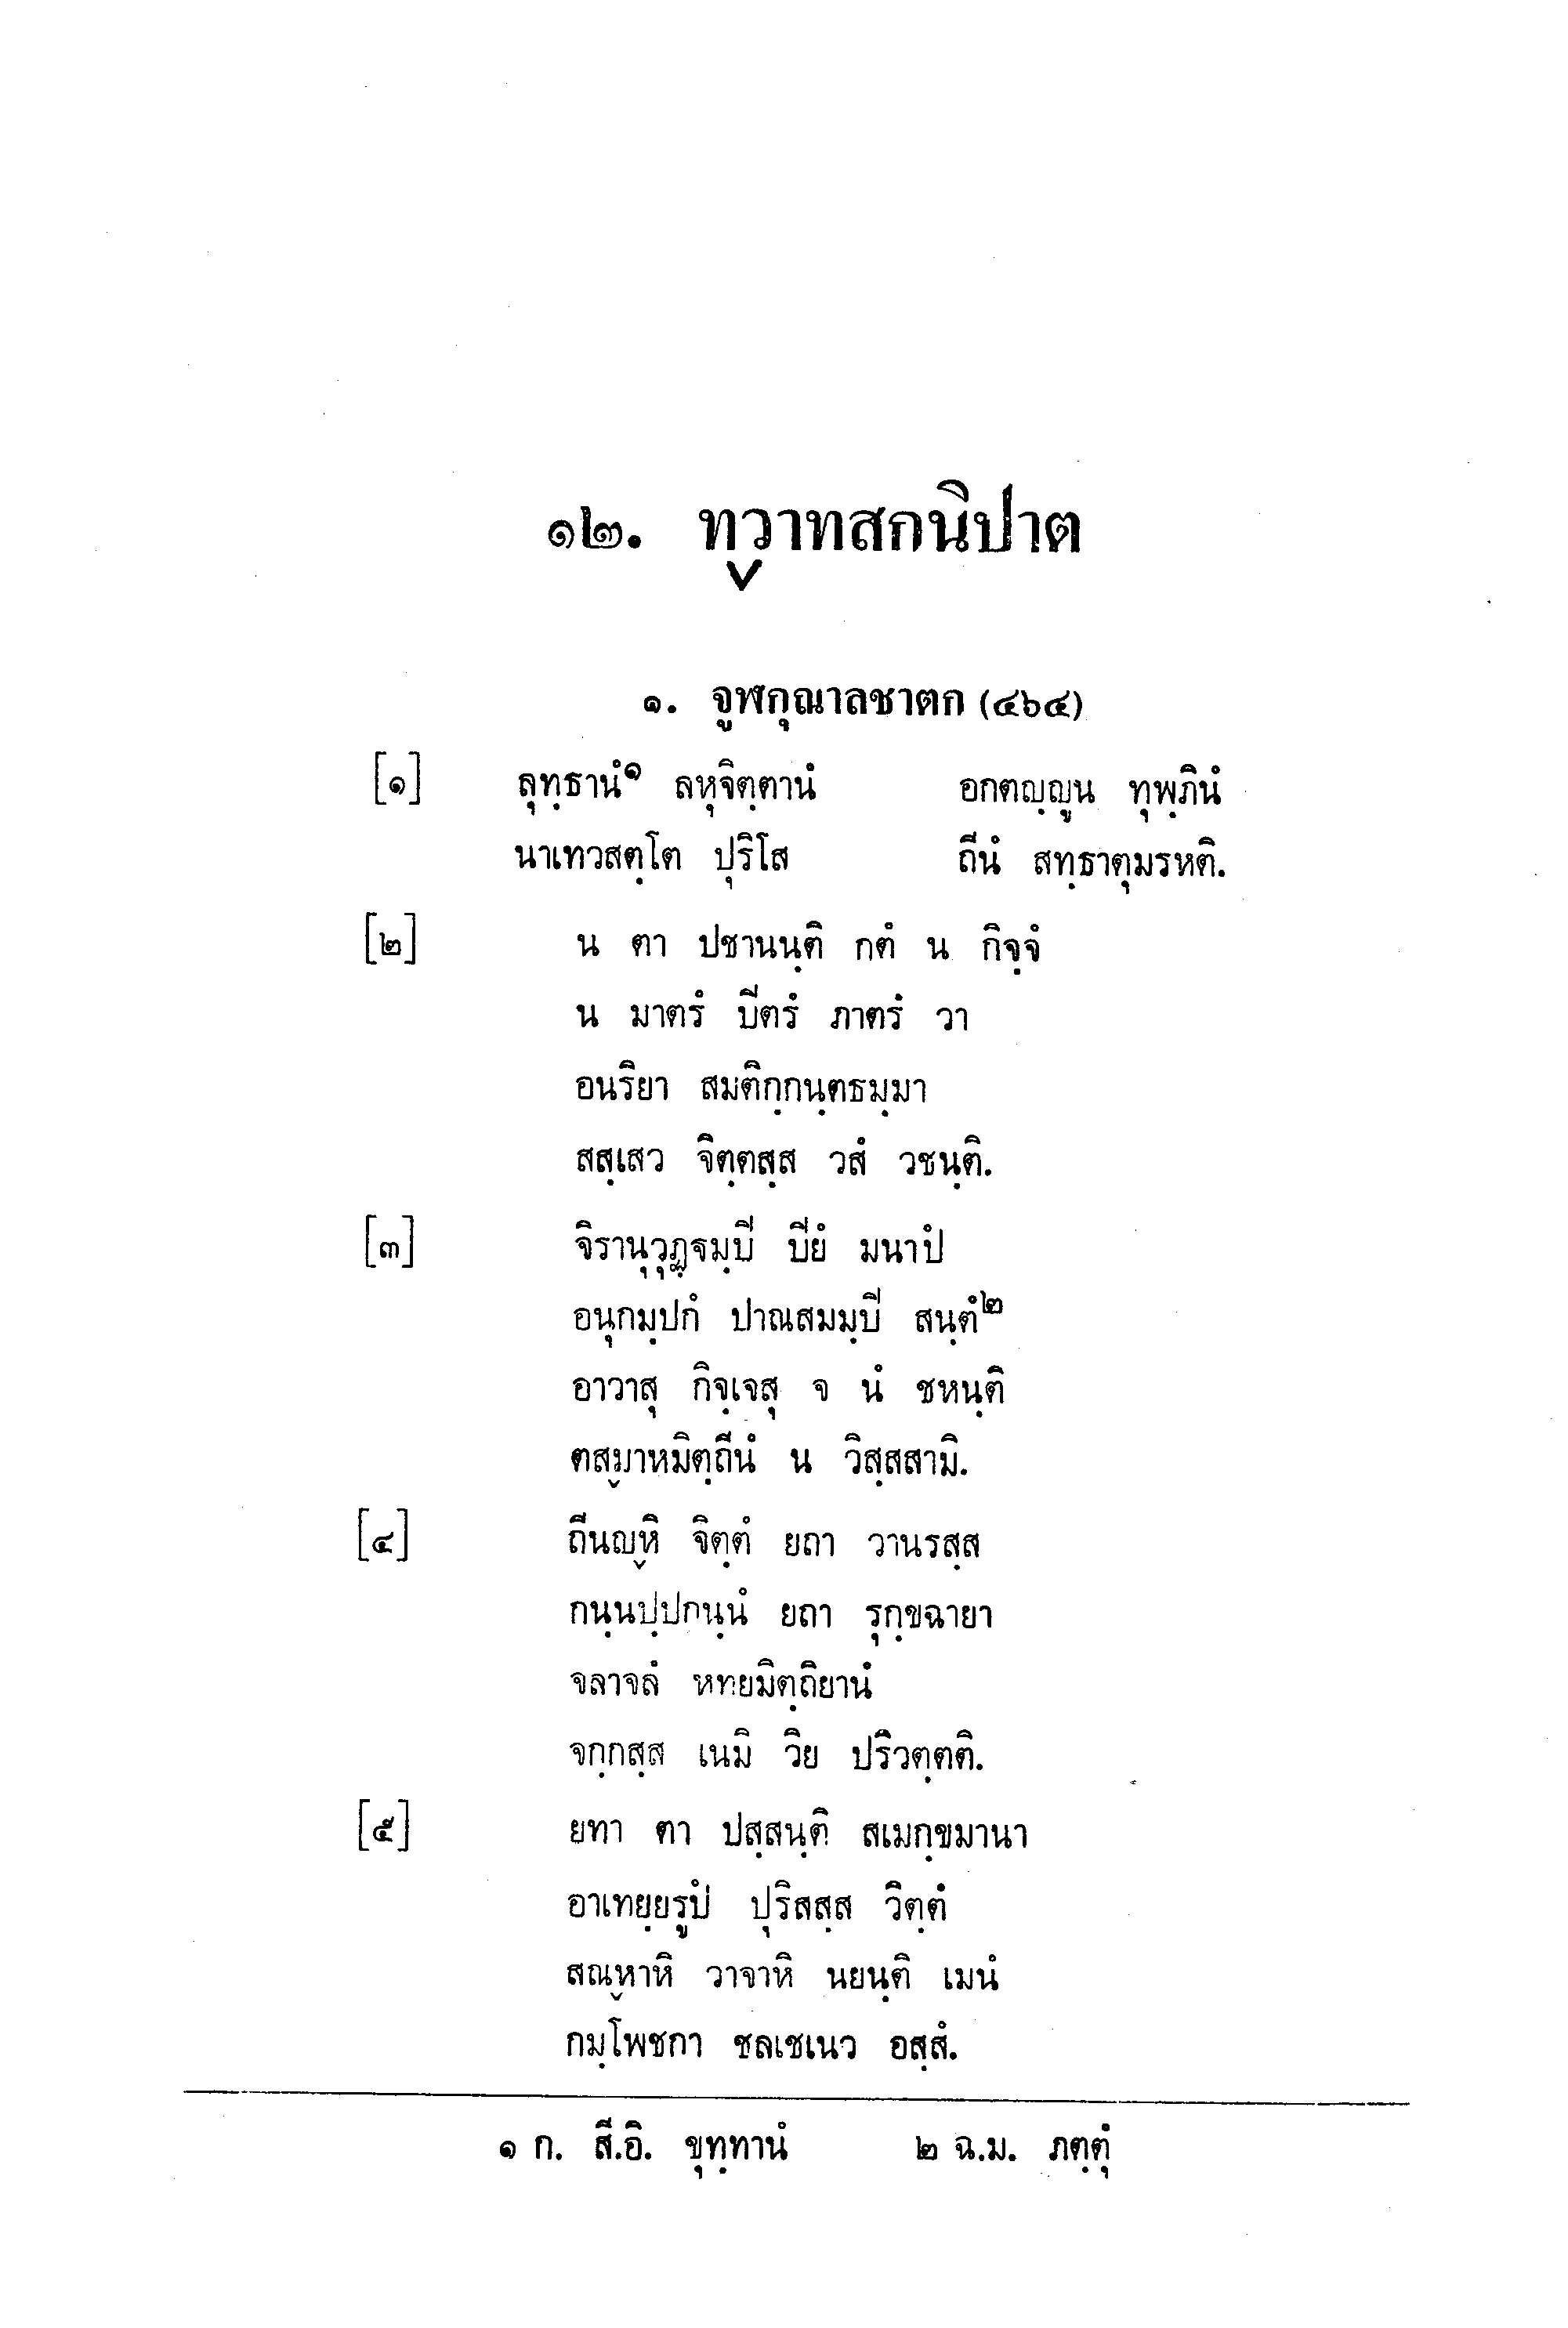 ๑๒. ทฺวาทสกนิปาต
๑. จูฬกุณาลชาตก (๔๖๔)
[๑] ลุทฺธานํ๑ ลหุจิตฺตานํ อกตญฺญูน ทุพฺภินํ
นาเทวสตฺโต ปุริโส ถีนํ สทฺธาตุมรหติ.
[๒] น ตา ปชานนฺติ กตํ น กิจฺจํ
น มาตรํ ปิตรํ ภาตรํ วา
อนริยา สมติกฺกนฺตธมฺมา
สสฺเสว จิตฺตสฺส วสํ วชนฺติ.
[๓] จิรานุวุฏฺฐมฺปิ ปิยํ มนาปํ
อนุกมฺปกํ ปาณสมมฺปิ สนฺตํ๒
อาวาสุ กิจฺเจสุ จ นํ ชหนฺติ
ตสฺมาหมิตฺถีนํ น วิสฺสสามิ.
[๔] ถีนญฺหิ จิตฺตํ ยถา วานรสฺส
กนฺนปฺปกนฺนํ ยถา รุกฺขฉายา
จลาจลํ หทยมิตฺถิยานํ
จกฺกสฺส เนมิ วิย ปริวตฺตติ.
[๕] ยทา ตา ปสฺสนฺติ สเมกฺขมานา
อาเทยฺยรูปํ ปุริสสฺส วิตฺตํ
สณฺหาหิ วาจาหิ นยนฺติ เมนํ
กมฺโพชกา ชลเชเนว อสฺสํ.
๑ ก. สี.อิ. ขุทฺทานํ ๒ ฉ.ม. ภตฺตุํ